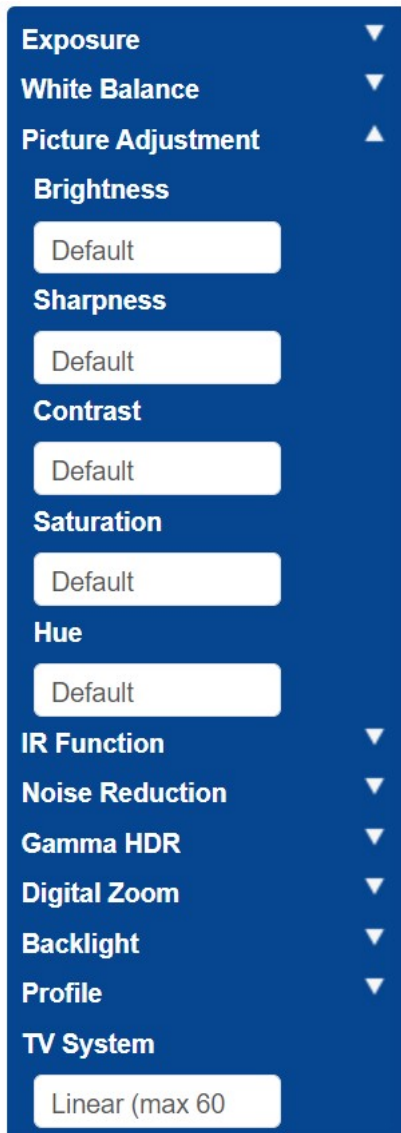 Exposure
White Balance
Picture Adjustment
Brightness
Default
Sharpness
Default
Contrast
Default
Saturation
Default
Hue
Default
IR Function
Noise Reduction
Gamma HDR
Digital Zoom
Backlight
Profile
TV System
Linear (max 60